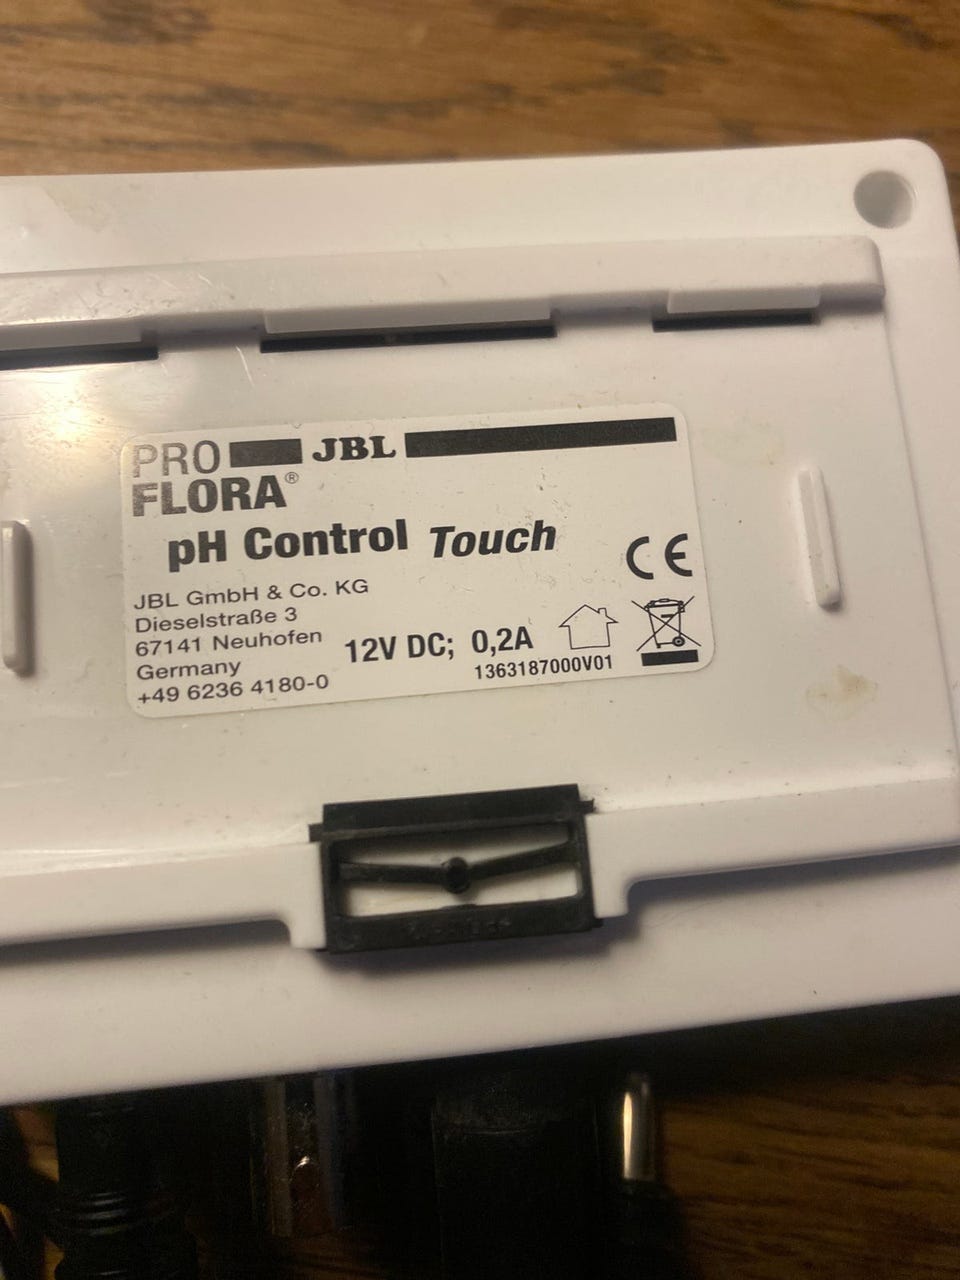 PRO JBL
FLORA®
pH Control Touch
CE
JBL GmbH & Co. KG
Dieselstraße 3
67141 Neuhofen
Germany
+49 6236 4180-0
12V DC; 0,2A
1363187000V01